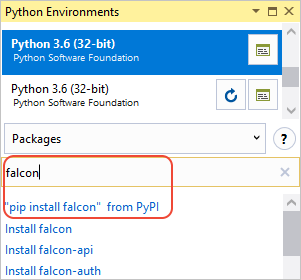 Python Environments
Python 3.6 (32-bit)
Python Software Foundation
Python 3.6 (32-bit)
Python Software Foundation
Packages
?
falcon
"pip install falcon" from PyPI
Install falcon
Install falcon-api
Install falcon-auth